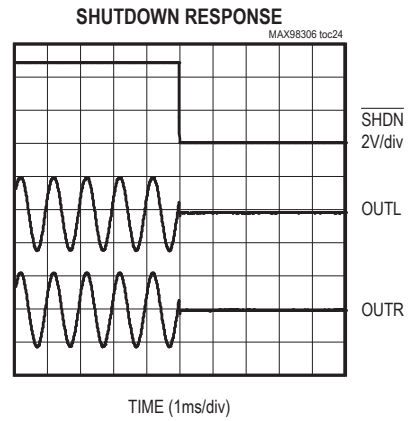 SHUTDOWN RESPONSE
MAX98306 toc24
SHDN
2V/div
OUTL
OUTR
TIME (1ms/div)